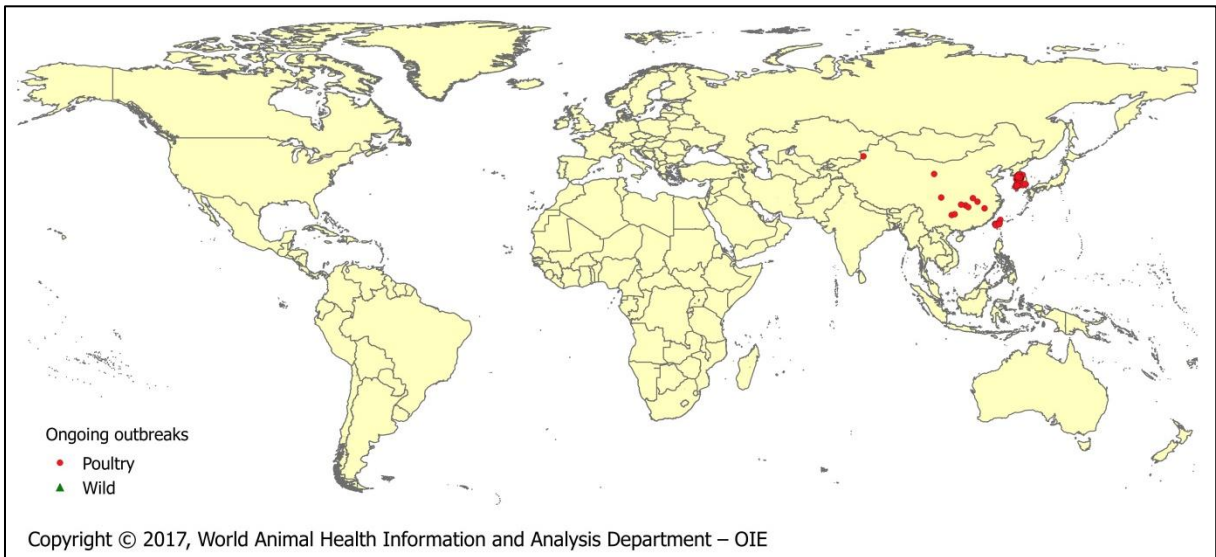 Ongoing outbreaks
Poultry
Wild
Copyright © 2017, World Animal Health Information and Analysis Department – OIE